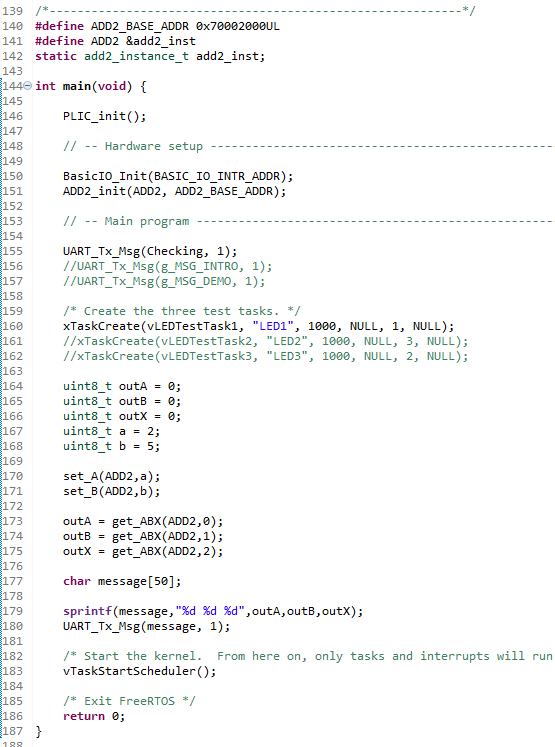 139 /*-----------------------------------------------------------*/
140 #define ADD2_BASE_ADDR 0x70002000UL
141 #define ADD2 &add2_inst
142 static add2_instance_t add2_inst;
143
144 int main(void) {
145
146     PLIC_init();
147
148     // -- Hardware setup -------------------------------------------------
149
150     BasicIO_Init(BASIC_IO_INTR_ADDR);
151     ADD2_init(ADD2, ADD2_BASE_ADDR);
152
153     // -- Main program ---------------------------------------------------
154
155     UART_Tx_Msg(Checking, 1);
156     //UART_Tx_Msg(g_MSG_INTRO, 1);
157     //UART_Tx_Msg(g_MSG_DEMO, 1);
158
159     /* Create the three test tasks. */
160     xTaskCreate(vLEDTestTask1, "LED1", 1000, NULL, 1, NULL);
161     //xTaskCreate(vLEDTestTask2, "LED2", 1000, NULL, 3, NULL);
162     //xTaskCreate(vLEDTestTask3, "LED3", 1000, NULL, 2, NULL);
163
164     uint8_t outA = 0;
165     uint8_t outB = 0;
166     uint8_t outX = 0;
167     uint8_t a = 2;
168     uint8_t b = 5;
169
170     set_A(ADD2,a);
171     set_B(ADD2,b);
172
173     outA = get_ABX(ADD2,0);
174     outB = get_ABX(ADD2,1);
175     outX = get_ABX(ADD2,2);
176
177     char message[50];
178
179     sprintf(message,"%d %d %d",outA,outB,outX);
180     UART_Tx_Msg(message, 1);
181
182     /* Start the kernel.  From here on, only tasks and interrupts will run
183     vTaskStartScheduler();
184
185     /* Exit FreeRTOS */
186     return 0;
187 }
188